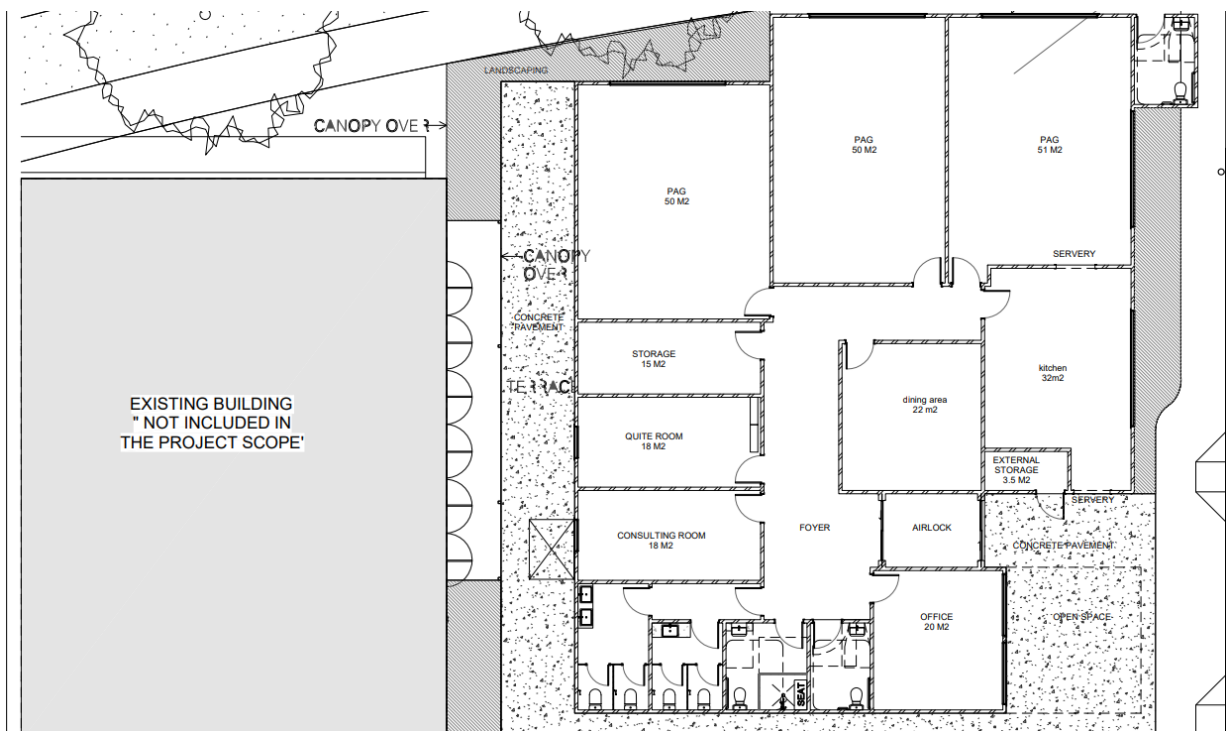 LANDSCAPING
CANOPY OVER
PAG
50 M2
PAG
51 M2
PAG
50 M2
SERVERY
CANOPY
OVER
CONCRETE
PAVEMENT
STORAGE
15 M2
kitchen
32m2
TERRACE
dining area
22 m2
EXISTING BUILDING
" NOT INCLUDED IN
THE PROJECT SCOPE'
QUITE ROOM
18 M2
EXTERNAL
STORAGE
3.5 M2
SERVERY
CONSULTING ROOM
18 M2
FOYER
AIRLOCK
CONCRETE PAVEMENT
OFFICE
20 M2
OPEN SPACE
SEAT